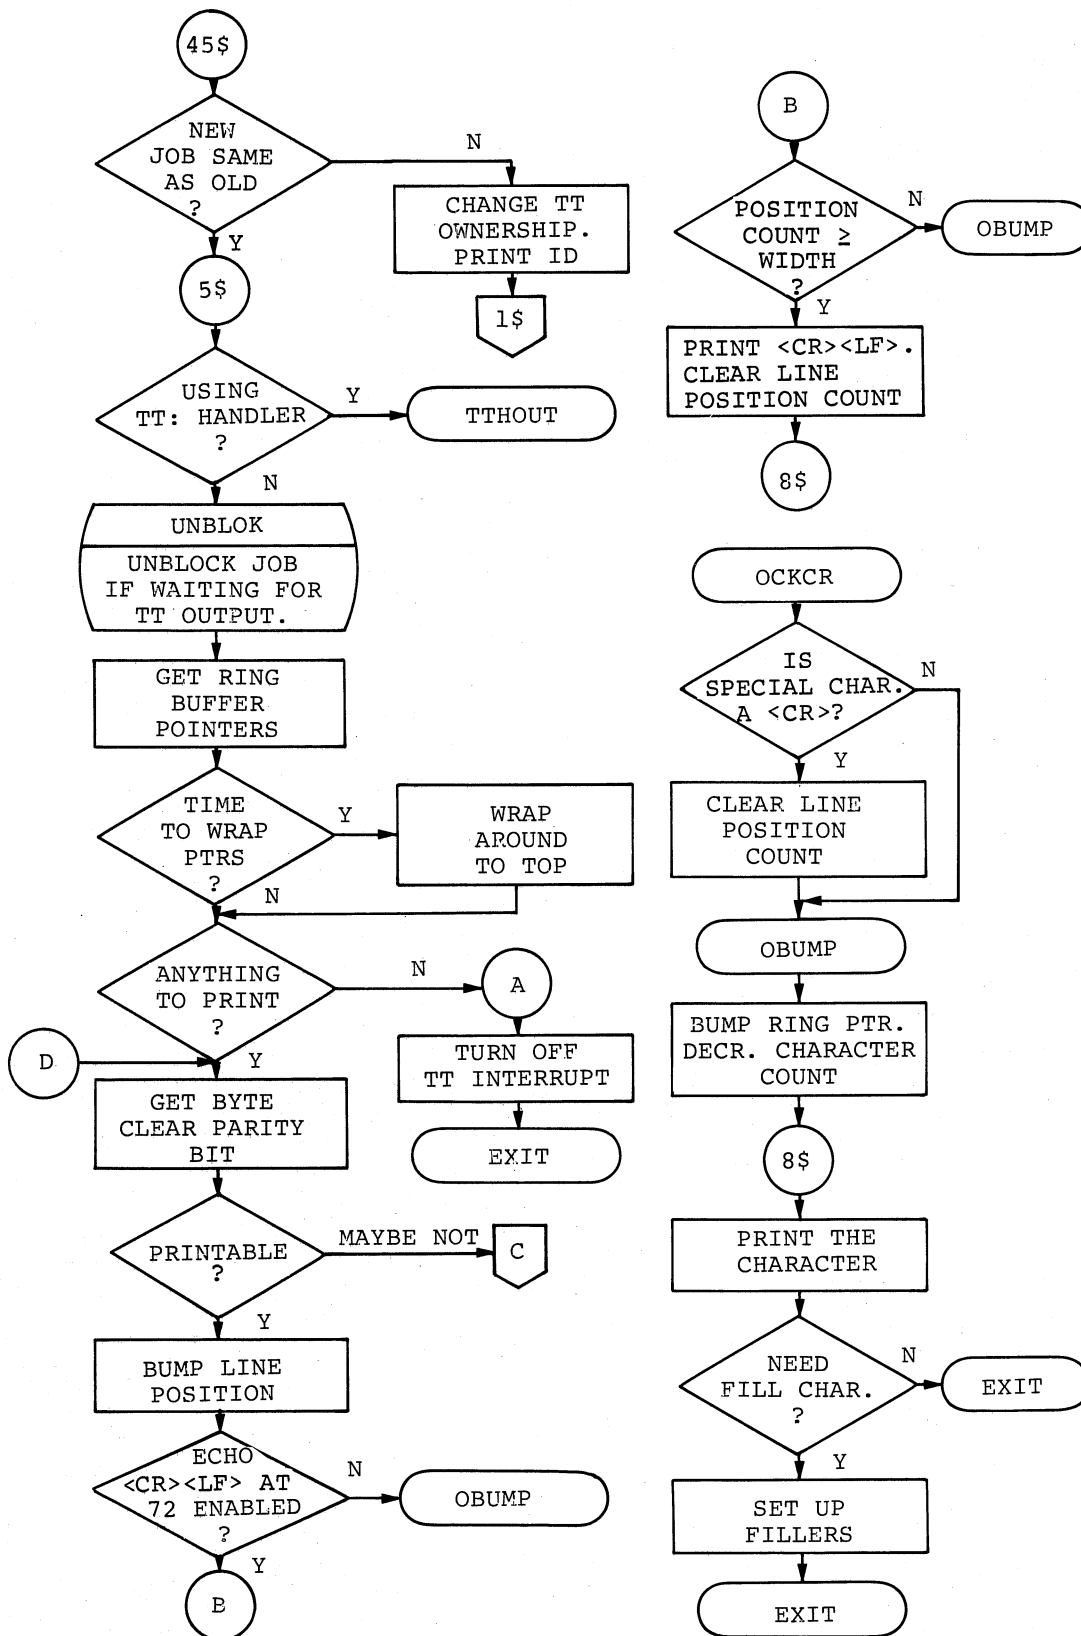 45$
NEW
JOB SAME
AS OLD
?
N
Y
CHANGE TT
OWNERSHIP.
PRINT ID
1$
5$
USING
TT: HANDLER
?
Y
TTHOUT
N
UNBLOK
UNBLOCK JOB
IF WAITING FOR
TT OUTPUT.
GET RING
BUFFER
POINTERS
TIME
TO WRAP
PTRS
?
Y
WRAP
AROUND
TO TOP
N
ANYTHING
TO PRINT
?
N
A
TURN OFF
TT INTERRUPT
EXIT
D
Y
GET BYTE
CLEAR PARITY
BIT
PRINTABLE
?
MAYBE NOT
C
Y
BUMP LINE
POSITION
ECHO
<CR><LF> AT
72 ENABLED
?
N
OBUMP
Y
B
B
POSITION
COUNT ≥
WIDTH
?
N
OBUMP
Y
PRINT <CR><LF>.
CLEAR LINE
POSITION COUNT
8$
OCKCR
IS
SPECIAL CHAR.
A <CR>?
N
Y
CLEAR LINE
POSITION
COUNT
OBUMP
BUMP RING PTR.
DECR. CHARACTER
COUNT
8$
PRINT THE
CHARACTER
NEED
FILL CHAR.
?
N
EXIT
Y
SET UP
FILLERS
EXIT